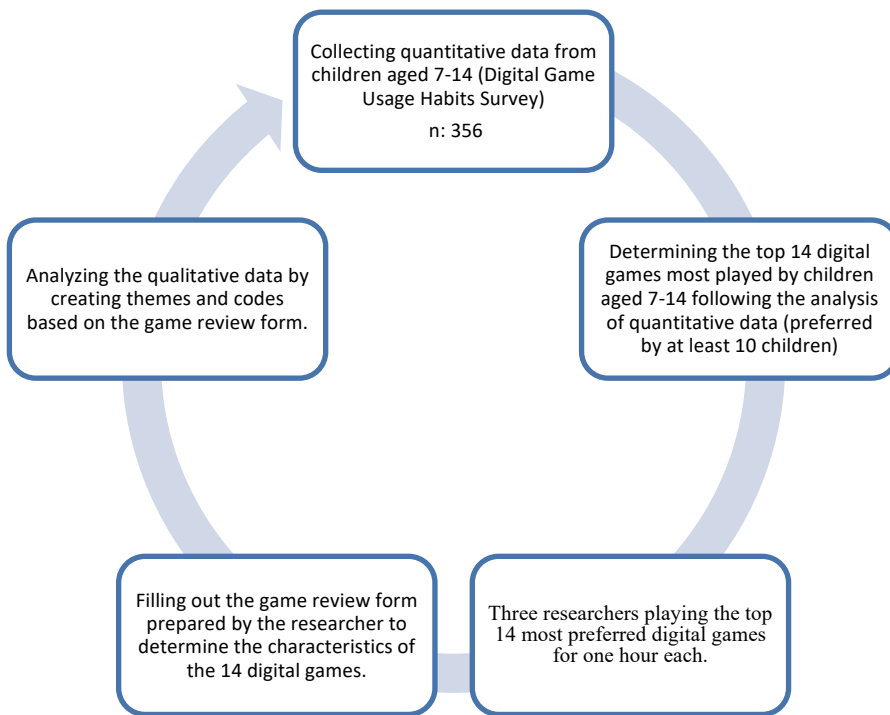 Collecting quantitative data from
children aged 7-14 (Digital Game
Usage Habits Survey)
n: 356
Determining the top 14 digital
games most played by children
aged 7-14 following the analysis
of quantitative data (preferred
by at least 10 children)
Three researchers playing the top
14 most preferred digital games
for one hour each.
Filling out the game review form
prepared by the researcher to
determine the characteristics of
the 14 digital games.
Analyzing the qualitative data by
creating themes and codes
based on the game review form.